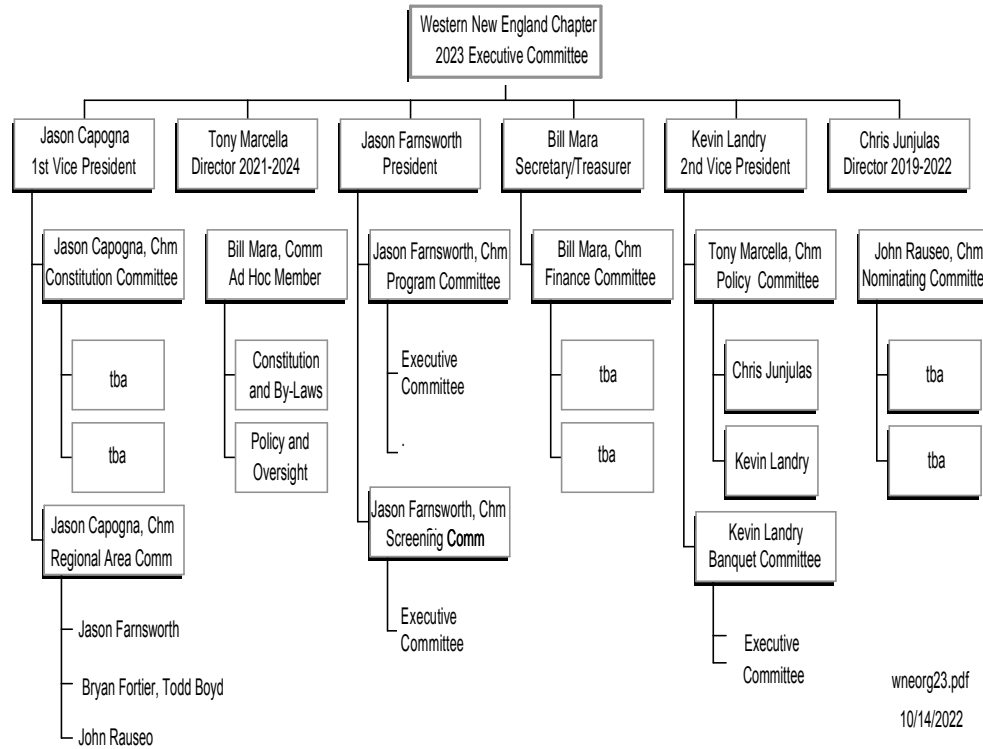 Western New England Chapter
2023 Executive Committee
Jason Capogna
1st Vice President
Tony Marcella
Director 2021-2024
Jason Farnsworth
President
Bill Mara
Secretary/Treasurer
Kevin Landry
2nd Vice President
Chris Junjulas
Director 2019-2022
Jason Capogna, Chm
Constitution Committee
Bill Mara, Comm
Ad Hoc Member
Jason Farnsworth, Chm
Program Committee
Bill Mara, Chm
Finance Committee
Tony Marcella, Chm
Policy Committee
John Rauseo, Chm
Nominating Committe
tba
tba
Constitution
and By-Laws
Policy and
Oversight
Executive
Committee
.
tba
tba
Chris Junjulas
Kevin Landry
tba
tba
Jason Capogna, Chm
Regional Area Comm
Jason Farnsworth, Chm
Screening Comm
Kevin Landry
Banquet Committee
Jason Farnsworth
Bryan Fortier, Todd Boyd
John Rauseo
Executive
Committee
Executive
Committee
wneorg23.pdf
10/14/2022